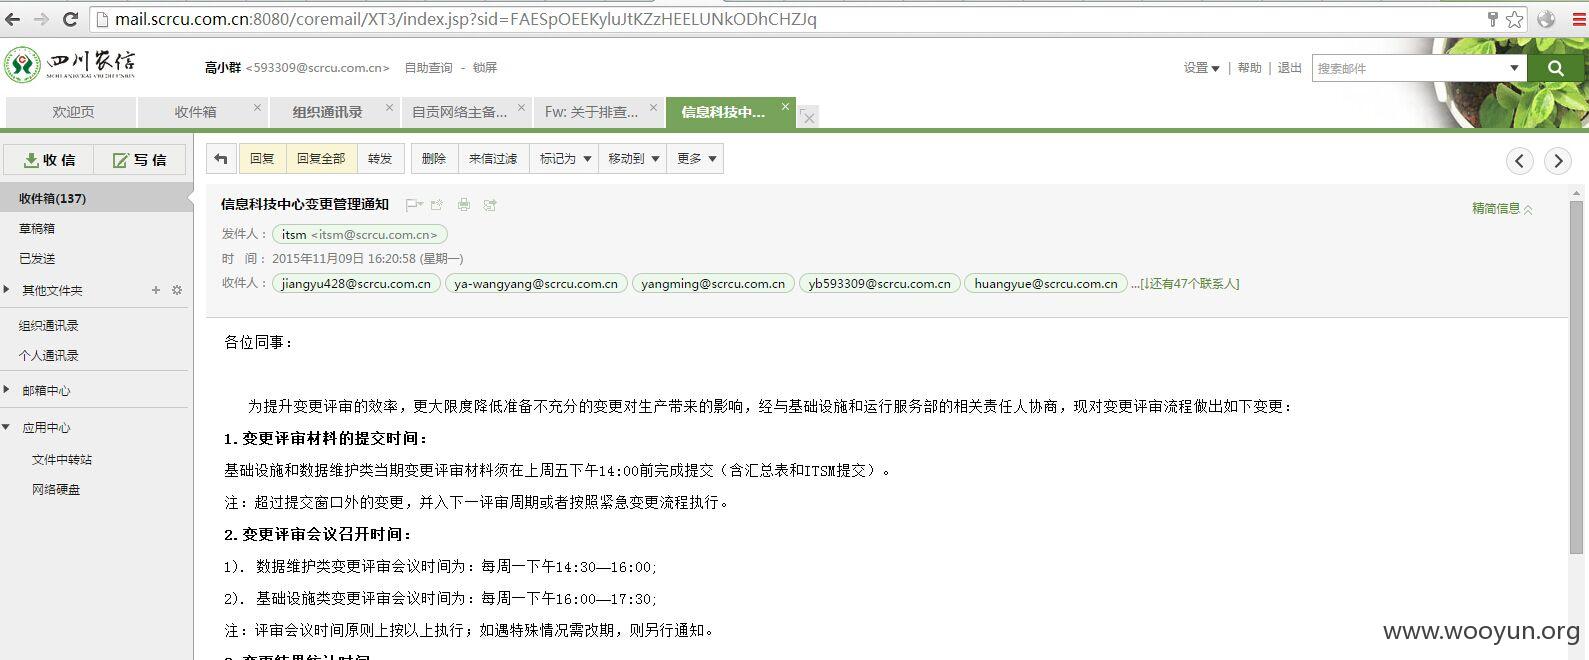 mail.scrcu.com.cn:8080/coremail/XT3/index.jsp?sid=FAESpOEEKyluJtKZzHEELUNkODhCHZJq
四川农信
SICHUAN RURAL CREDIT UNION
高小群 <593309@scrcu.com.cn> 自助查询 - 锁屏
设置 | 帮助 | 退出 搜索邮件
欢迎页 收件箱 组织通讯录 自贡网络主备... Fw: 关于排查... 信息科技中...
收信 写信
回复 回复全部 转发 删除 来信过滤 标记为 移动到 更多
收件箱(137)
草稿箱
已发送
其他文件夹
组织通讯录
个人通讯录
邮箱中心
应用中心
文件中转站
网络硬盘
信息科技中心变更管理通知
精简信息
发件人： itsm <itsm@scrcu.com.cn>
时 间： 2015年11月09日 16:20:58 (星期一)
收件人： jiangyu428@scrcu.com.cn ya-wangyang@scrcu.com.cn yangming@scrcu.com.cn yb593309@scrcu.com.cn huangyue@scrcu.com.cn ...[↓还有47个联系人]
各位同事：
为提升变更评审的效率，更大限度降低准备不充分的变更对生产带来的影响，经与基础设施和运行服务部的相关责任人协商，现对变更评审流程做出如下变更：
1.变更评审材料的提交时间：
基础设施和数据维护类当期变更评审材料须在上周五下午14:00前完成提交（含汇总表和ITSM提交）。
注：超过提交窗口外的变更，并入下一评审周期或者按照紧急变更流程执行。
2.变更评审会议召开时间：
1). 数据维护类变更评审会议时间为：每周一下午14:30—16:00;
2). 基础设施类变更评审会议时间为：每周一下午16:00—17:30;
注：评审会议时间原则上按以上执行；如遇特殊情况需改期，则另行通知。
www.wooyun.org